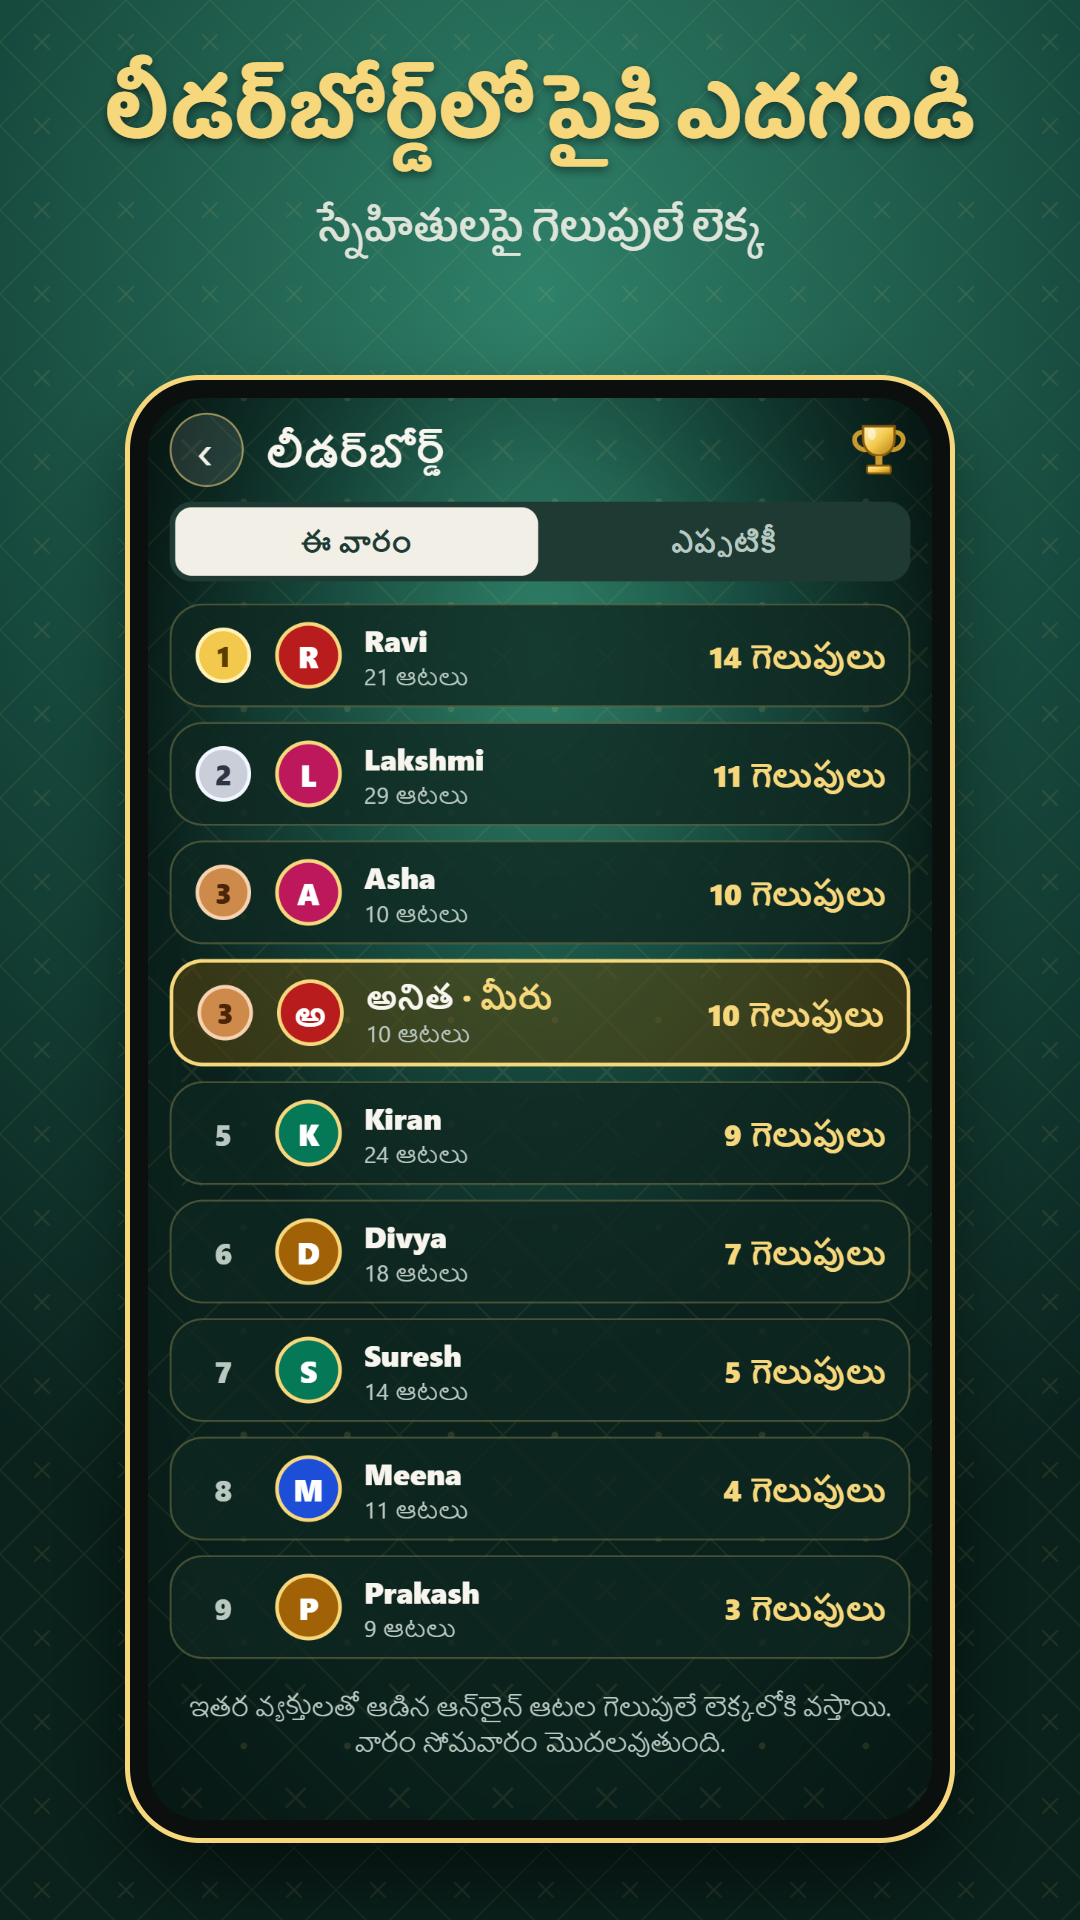 లీడర్‌బోర్డ్‌లో పైకి ఎదగండి
స్నేహితులపై గెలుపులే లెక్క
‹ లీడర్‌బోర్డ్
ఈ వారం ఎప్పటికీ
1 R Ravi 14 గెలుపులు
21 ఆటలు
2 L Lakshmi 11 గెలుపులు
29 ఆటలు
3 A Asha 10 గెలుపులు
10 ఆటలు
3 అ అనిత · మీరు 10 గెలుపులు
10 ఆటలు
5 K Kiran 9 గెలుపులు
24 ఆటలు
6 D Divya 7 గెలుపులు
18 ఆటలు
7 S Suresh 5 గెలుపులు
14 ఆటలు
8 M Meena 4 గెలుపులు
11 ఆటలు
9 P Prakash 3 గెలుపులు
9 ఆటలు
ఇతర వ్యక్తులతో ఆడిన ఆన్‌లైన్ ఆటల గెలుపులే లెక్కలోకి వస్తాయి.
వారం సోమవారం మొదలవుతుంది.